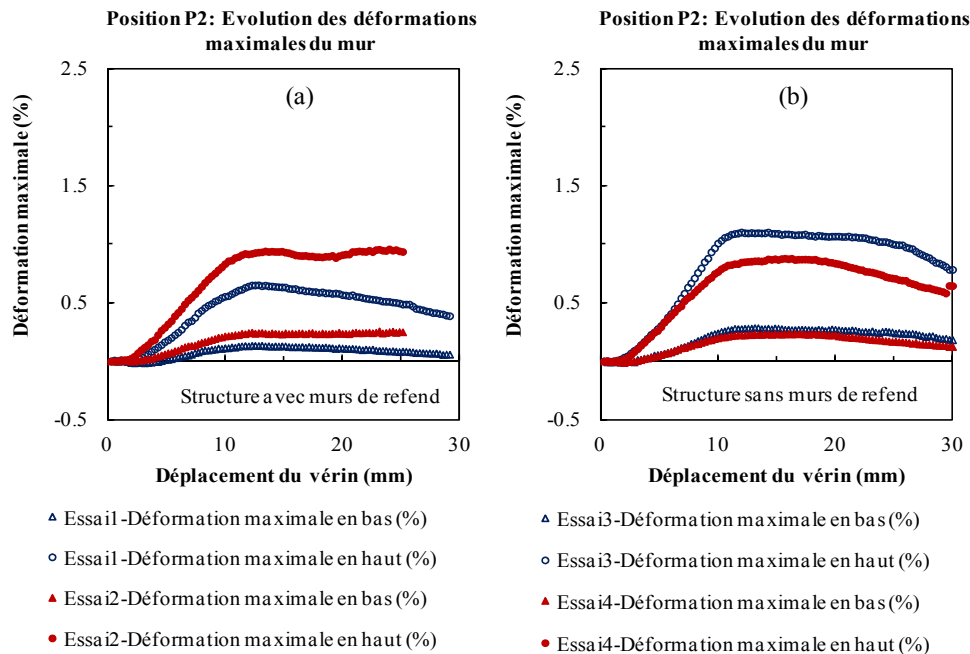 Position P2: Evolution des déformations
maximales du mur
2.5
1.5
0.5
-0.5
0
10
20
30
Déformation maximale (%)
(a)
Structure avec murs de refend
Déplacement du vérin (mm)
Essai1-Déformation maximale en bas (%)
Essai1-Déformation maximale en haut (%)
Essai2-Déformation maximale en bas (%)
Essai2-Déformation maximale en haut (%)
Position P2: Evolution des déformations
maximales du mur
2.5
1.5
0.5
-0.5
0
10
20
30
Déformation maximale (%)
(b)
Structure sans murs de refend
Déplacement du vérin (mm)
Essai3-Déformation maximale en bas (%)
Essai3-Déformation maximale en haut (%)
Essai4-Déformation maximale en bas (%)
Essai4-Déformation maximale en haut (%)